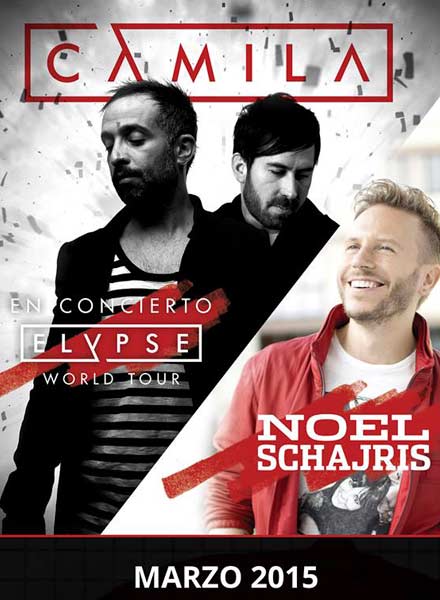 CAMILA
EN CONCIERTO
ELYPSE
WORLD TOUR
NOEL
SCHAJRIS
MARZO 2015